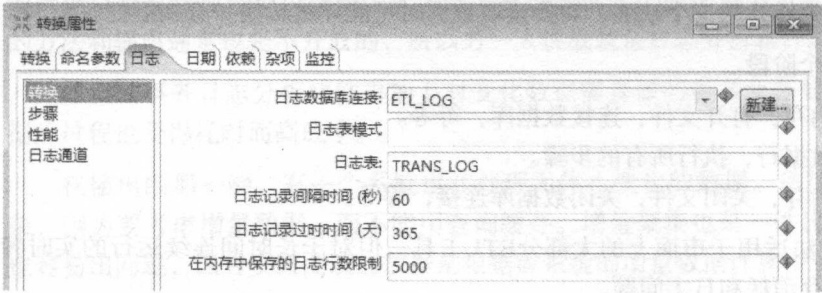 转换属性
转换 命名参数 日志 日期 依赖 杂项 监控
转换
步骤
性能
日志通道
日志数据库连接: ETL_LOG 新建...
日志表模式
日志表: TRANS_LOG
日志记录间隔时间 (秒) 60
日志记录过时时间 (天) 365
在内存中保存的日志行数限制 5000